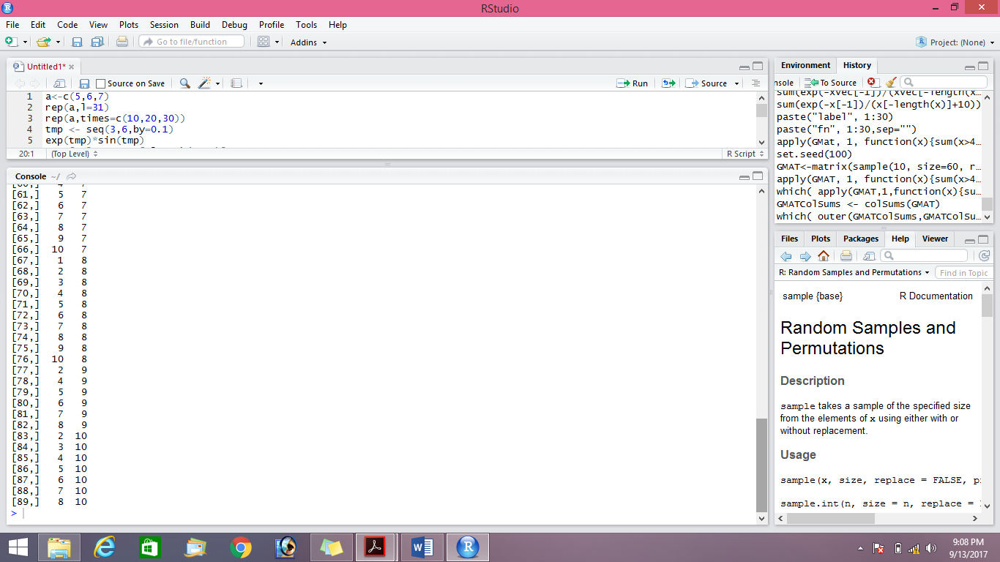 RStudio
File Edit Code View Plots Session Build Debug Profile Tools Help
Go to file/function Addins Project: (None)
Untitled1*
Source on Save Run Source
1 a<-c(5,6,7)
2 rep(a,l=31)
3 rep(a,times=c(10,20,30))
4 tmp <- seq(3,6,by=0.1)
5 exp(tmp)*sin(tmp)
20:1 (Top Level) R Script
Console ~/
[61,] 5 7
[62,] 6 7
[63,] 7 7
[64,] 8 7
[65,] 9 7
[66,] 10 7
[67,] 1 8
[68,] 2 8
[69,] 3 8
[70,] 4 8
[71,] 5 8
[72,] 6 8
[73,] 7 8
[74,] 8 8
[75,] 9 8
[76,] 10 8
[77,] 2 9
[78,] 4 9
[79,] 5 9
[80,] 6 9
[81,] 7 9
[82,] 8 9
[83,] 2 10
[84,] 3 10
[85,] 4 10
[86,] 5 10
[87,] 6 10
[88,] 7 10
[89,] 8 10
>
Environment History
nsole To Source
sum(exp(-xvec[-1])/(xvec[-length(x…
sum(exp(-x[-1])/(x[-length(x)]+10))
paste("label", 1:30)
paste("fn", 1:30,sep="")
apply(GMat, 1, function(x){sum(x>4…
set.seed(100)
GMAT<-matrix(sample(10, size=60, r…
apply(GMAT, 1, function(x){sum(x>4…
which( apply(GMAT,1,function(x){su…
GMATColSums <- colSums(GMAT)
which( outer(GMATColSums,GMATColSu…
Files Plots Packages Help Viewer
R: Random Samples and Permutations Find in Topic
sample {base} R Documentation
Random Samples and
Permutations
Description
sample takes a sample of the specified size
from the elements of x using either with or
without replacement.
Usage
sample(x, size, replace = FALSE, p
sample.int(n, size = n, replace =
9:08 PM
9/13/2017